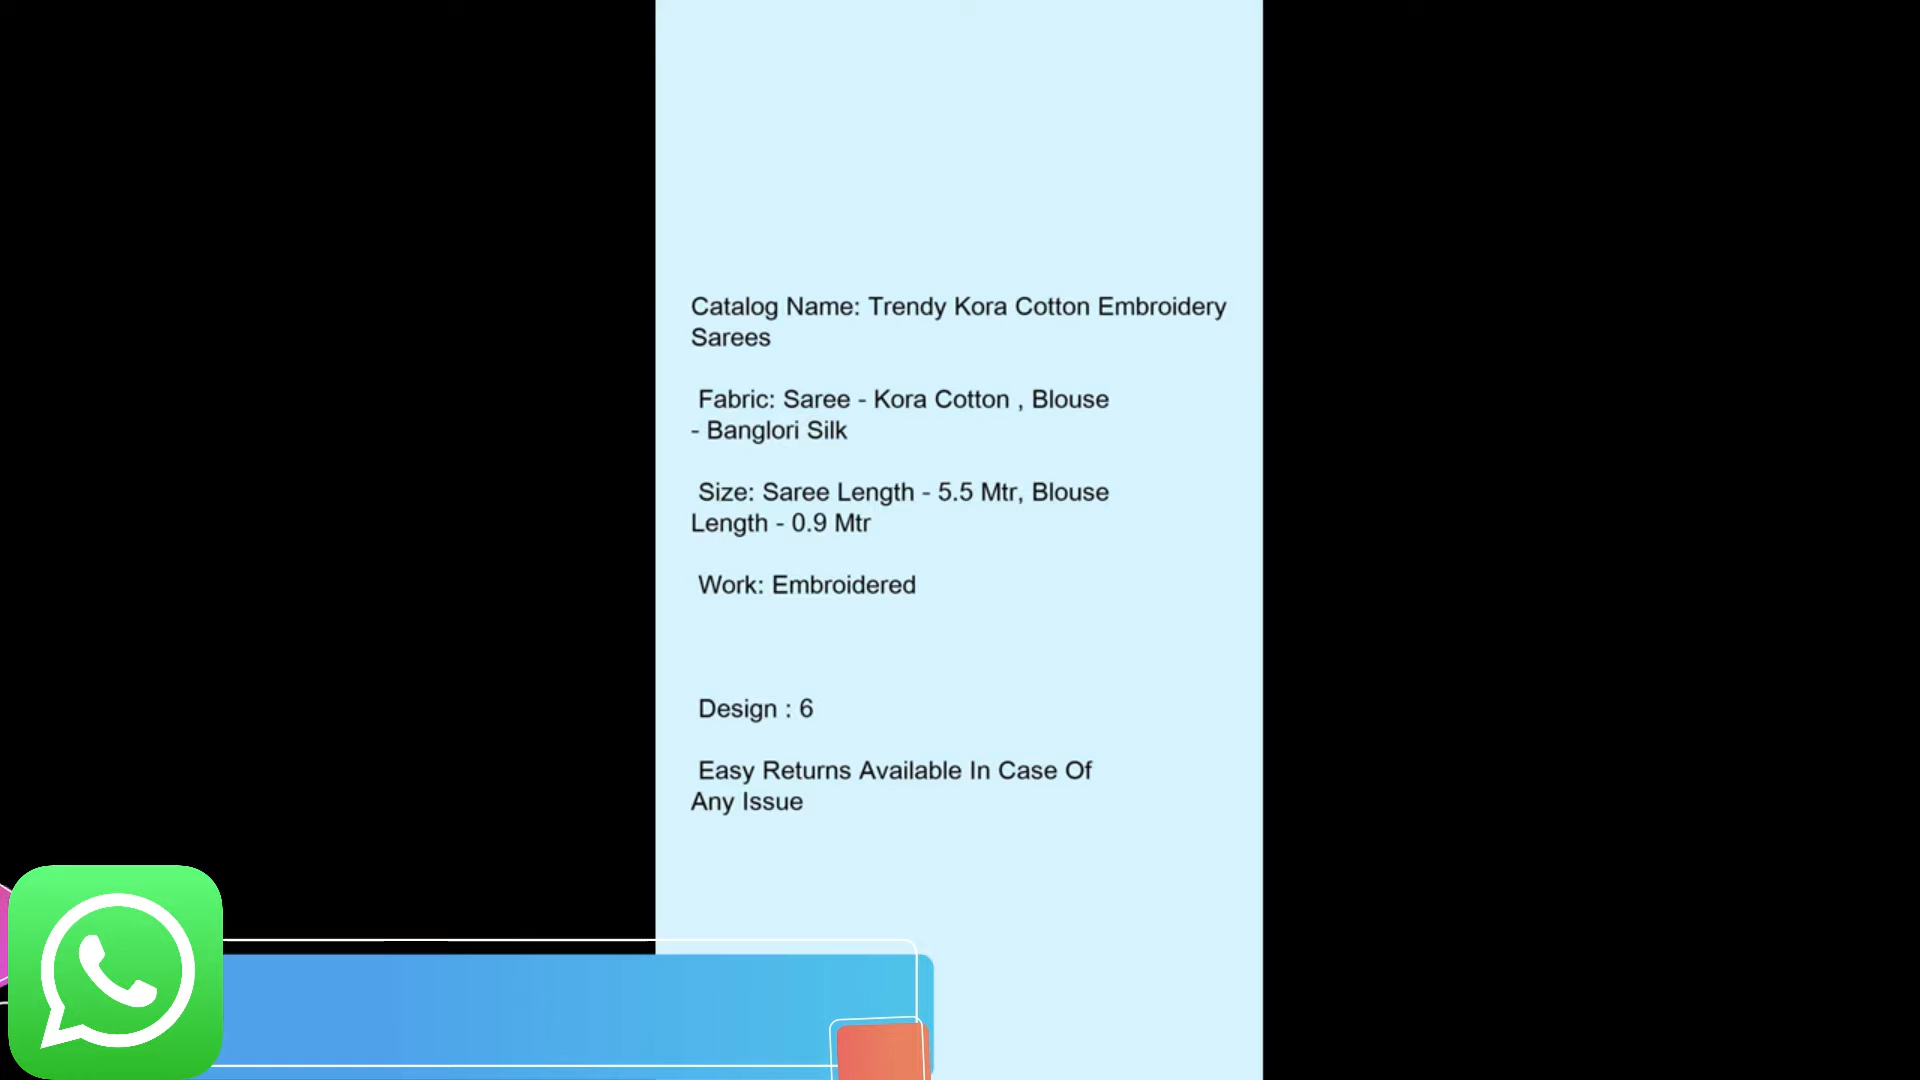 Catalog Name: Trendy Kora Cotton Embroidery
Sarees
Fabric: Saree - Kora Cotton , Blouse
- Banglori Silk
Size: Saree Length - 5.5 Mtr, Blouse
Length - 0.9 Mtr
Work: Embroidered
Design : 6
Easy Returns Available In Case Of
Any Issue